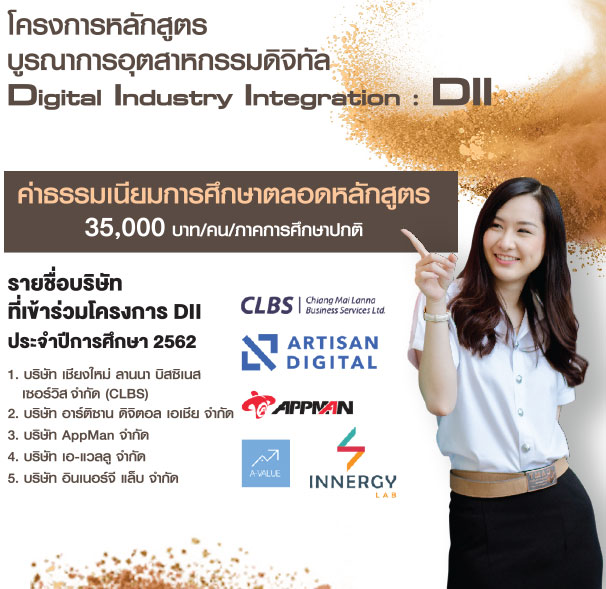 โครงการหลักสูตร
บูรณาการอุตสาหกรรมดิจิทัล
Digital Industry Integration : DII
ค่าธรรมเนียมการศึกษาตลอดหลักสูตร
35,000 บาท/คน/ภาคการศึกษาปกติ
รายชื่อบริษัท
ที่เข้าร่วมโครงการ DII
ประจำปีการศึกษา 2562
1. บริษัท เชียงใหม่ ลานนา บิสซิเนส
เซอร์วิส จำกัด (CLBS)
2. บริษัท อาร์ติซาน ดิจิตอล เอเชีย จำกัด
3. บริษัท AppMan จำกัด
4. บริษัท เอ-แวลลู จำกัด
5. บริษัท อินเนอร์จี แล็บ จำกัด
CLBS
Chiang Mai Lanna
Business Services Ltd.
ARTISAN
DIGITAL
APPMAN
A-VALUE
INNERGY
LAB